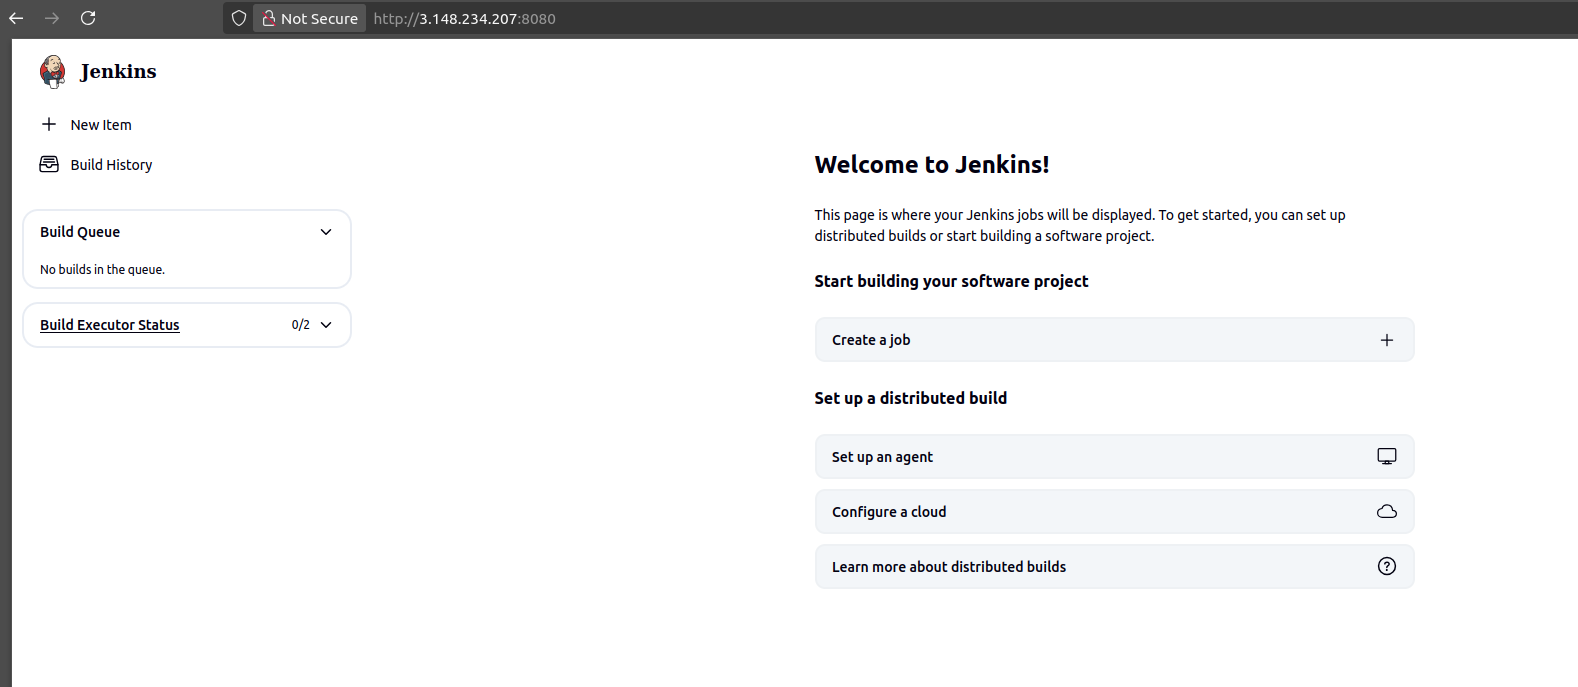 Not Secure http://3.148.234.207:8080
Jenkins
New Item
Build History
Build Queue
No builds in the queue.
Build Executor Status 0/2
Welcome to Jenkins!
This page is where your Jenkins jobs will be displayed. To get started, you can set up
distributed builds or start building a software project.
Start building your software project
Create a job
Set up a distributed build
Set up an agent
Configure a cloud
Learn more about distributed builds